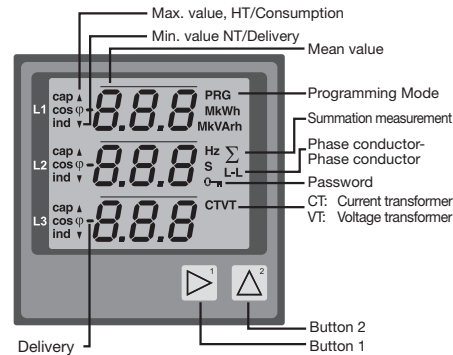 Max. value, HT/Consumption
Min. value NT/Delivery
Mean value
L1
cap ▲
cos φ
ind ▼
-8.8.8
PRG
MkWh
MkVArh
Programming Mode
Summation measurement
L2
cap ▲
cos φ
ind ▼
-8.8.8
Hz Σ
S
L-L
Phase conductor-
Phase conductor
Password
L3
cap ▲
cos φ
ind ▼
-8.8.8
CTVT
CT: Current transformer
VT: Voltage transformer
1
2
Button 2
Button 1
Delivery